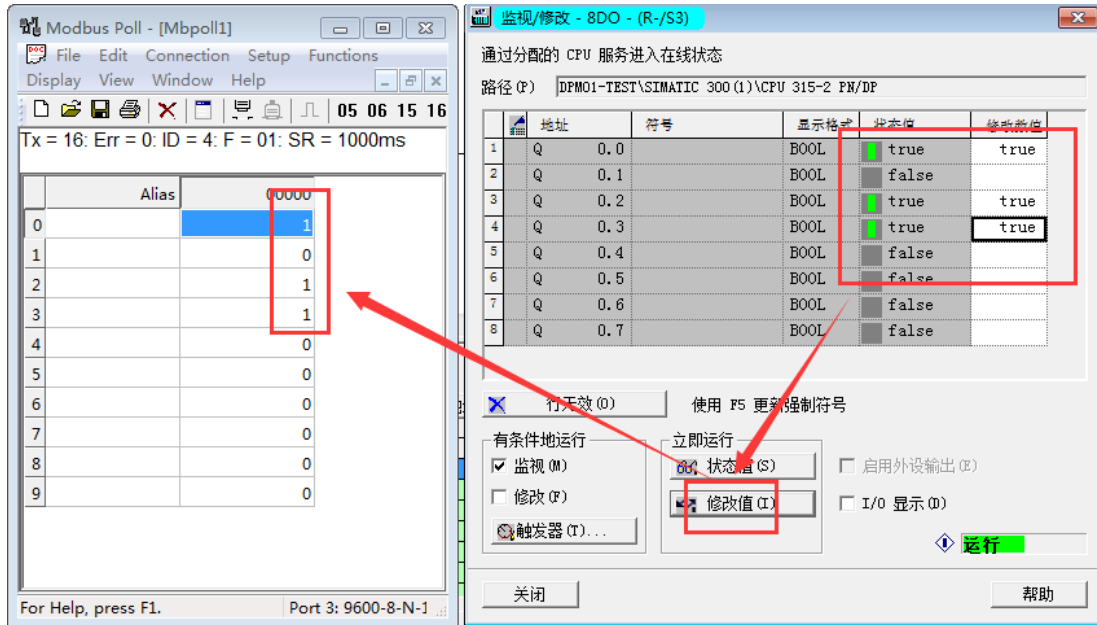 Modbus Poll - [Mbpoll1]
File Edit Connection Setup Functions
Display View Window Help
05 06 15 16
Tx = 16: Err = 0: ID = 4: F = 01: SR = 1000ms
Alias 00000
0 1
1 0
2 1
3 1
4 0
5 0
6 0
7 0
8 0
9 0
For Help, press F1. Port 3: 9600-8-N-1
监视/修改 - 8DO - (R-/S3)
通过分配的 CPU 服务进入在线状态
路径(P) DPM01-TEST\SIMATIC 300(1)\CPU 315-2 PN/DP
地址 符号 显示格式 状态值 修改数值
1 Q 0.0 BOOL true true
2 Q 0.1 BOOL false
3 Q 0.2 BOOL true true
4 Q 0.3 BOOL true true
5 Q 0.4 BOOL false
6 Q 0.5 BOOL false
7 Q 0.6 BOOL false
8 Q 0.7 BOOL false
行无效(O) 使用 F5 更新强制符号
有条件地运行 立即运行
监视(M) 状态值(S) 启用外设输出(E)
修改(F) 修改值(I) I/O 显示(D)
触发器(T)...
运行
关闭 帮助